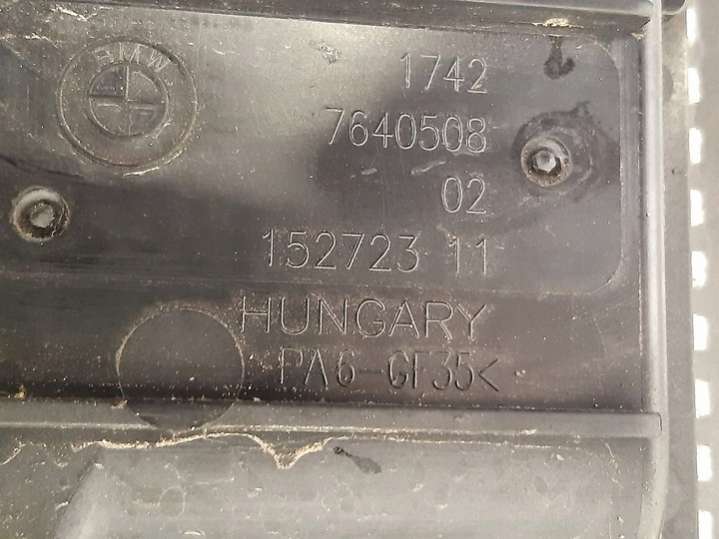 BMW
1742
7640508
02
152723 11
HUNGARY
>PA6-GF35<